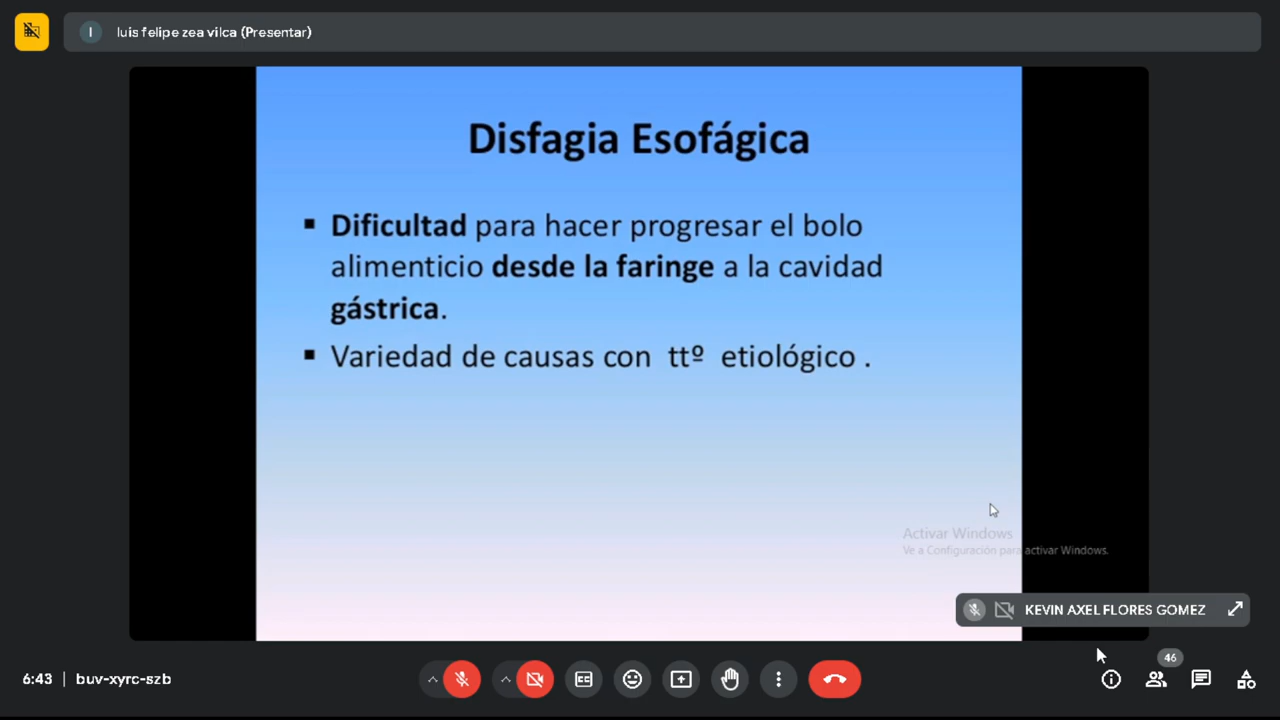 l luis felipe zea vilca (Presentar)
Disfagia Esofágica
▪ Dificultad para hacer progresar el bolo
alimenticio desde la faringe a la cavidad
gástrica.
▪ Variedad de causas con ttº etiológico .
Activar Windows
Ve a Configuración para activar Windows.
KEVIN AXEL FLORES GOMEZ
46
6:43 | buv-xyrc-szb